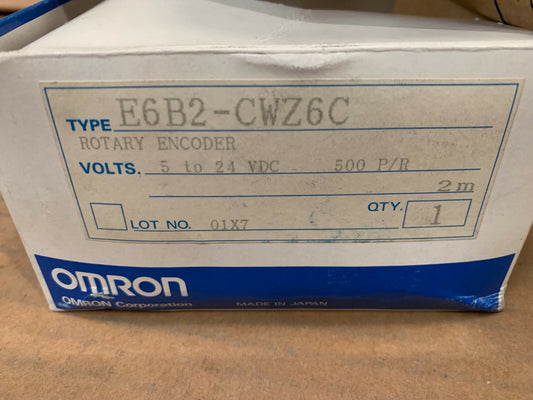 TYPE E6B2-CWZ6C
ROTARY ENCODER
VOLTS. 5 to 24 VDC 500 P/R
2m
LOT NO. 01X7 QTY. 1
OMRON
OMRON Corporation MADE IN JAPAN